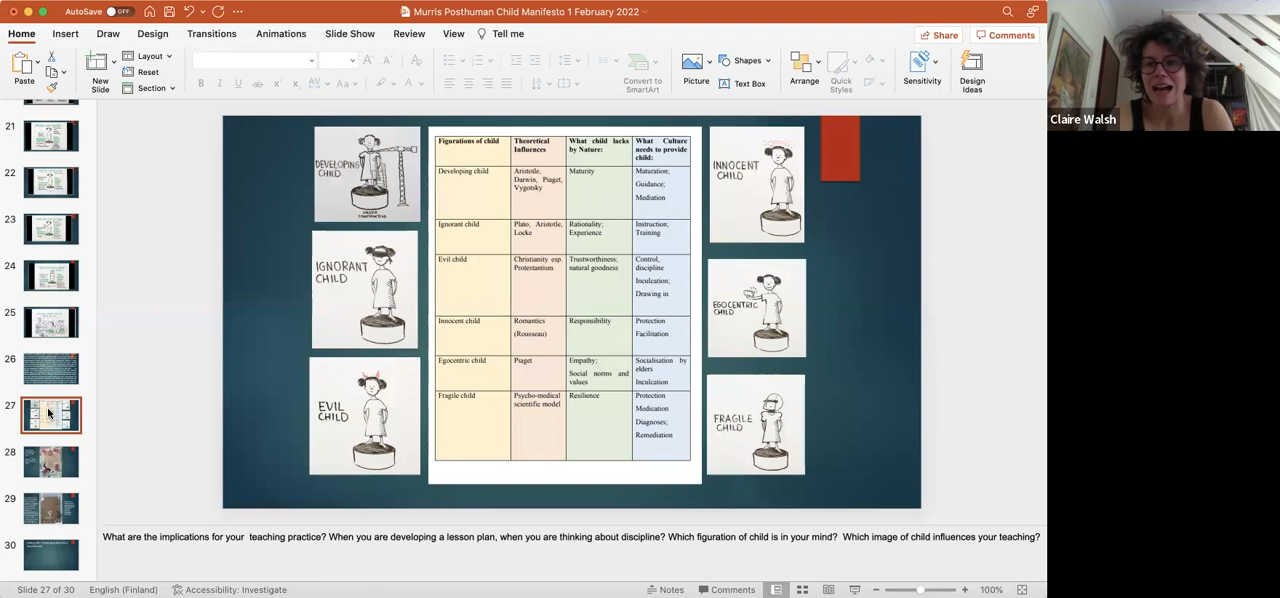 AutoSave OFF
Murris Posthuman Child Manifesto 1 February 2022
Home Insert Draw Design Transitions Animations Slide Show Review View Tell me
Share Comments
Paste
New Slide
Layout
Reset
Section
Convert to SmartArt
Picture
Shapes
Text Box
Arrange
Quick Styles
Sensitivity
Design Ideas
Claire Walsh
21
22
23
24
25
26
27
28
29
30
DEVELOPING CHILD
UNDER CONSTRUCTION
IGNORANT CHILD
EVIL CHILD
Figurations of child
Theoretical Influences
What child lacks by Nature:
What Culture needs to provide child:
Developing child
Aristotle, Darwin, Piaget, Vygotsky
Maturity
Maturation;
Guidance;
Mediation
Ignorant child
Plato, Aristotle, Locke
Rationality; Experience
Instruction; Training
Evil child
Christianity esp. Protestantism
Trustworthiness; natural goodness
Control, discipline
Inculcation;
Drawing in
Innocent child
Romantics
(Rousseau)
Responsibility
Protection
Facilitation
Egocentric child
Piaget
Empathy;
Social norms and values
Socialisation by elders
Inculcation
Fragile child
Psycho-medical scientific model
Resilience
Protection
Medication
Diagnoses;
Remediation
INNOCENT CHILD
EGOCENTRIC CHILD
FRAGILE CHILD
What are the implications for your teaching practice? When you are developing a lesson plan, when you are thinking about discipline? Which figuration of child is in your mind? Which image of child influences your teaching?
Slide 27 of 30 English (Finland) Accessibility: Investigate Notes Comments 100%